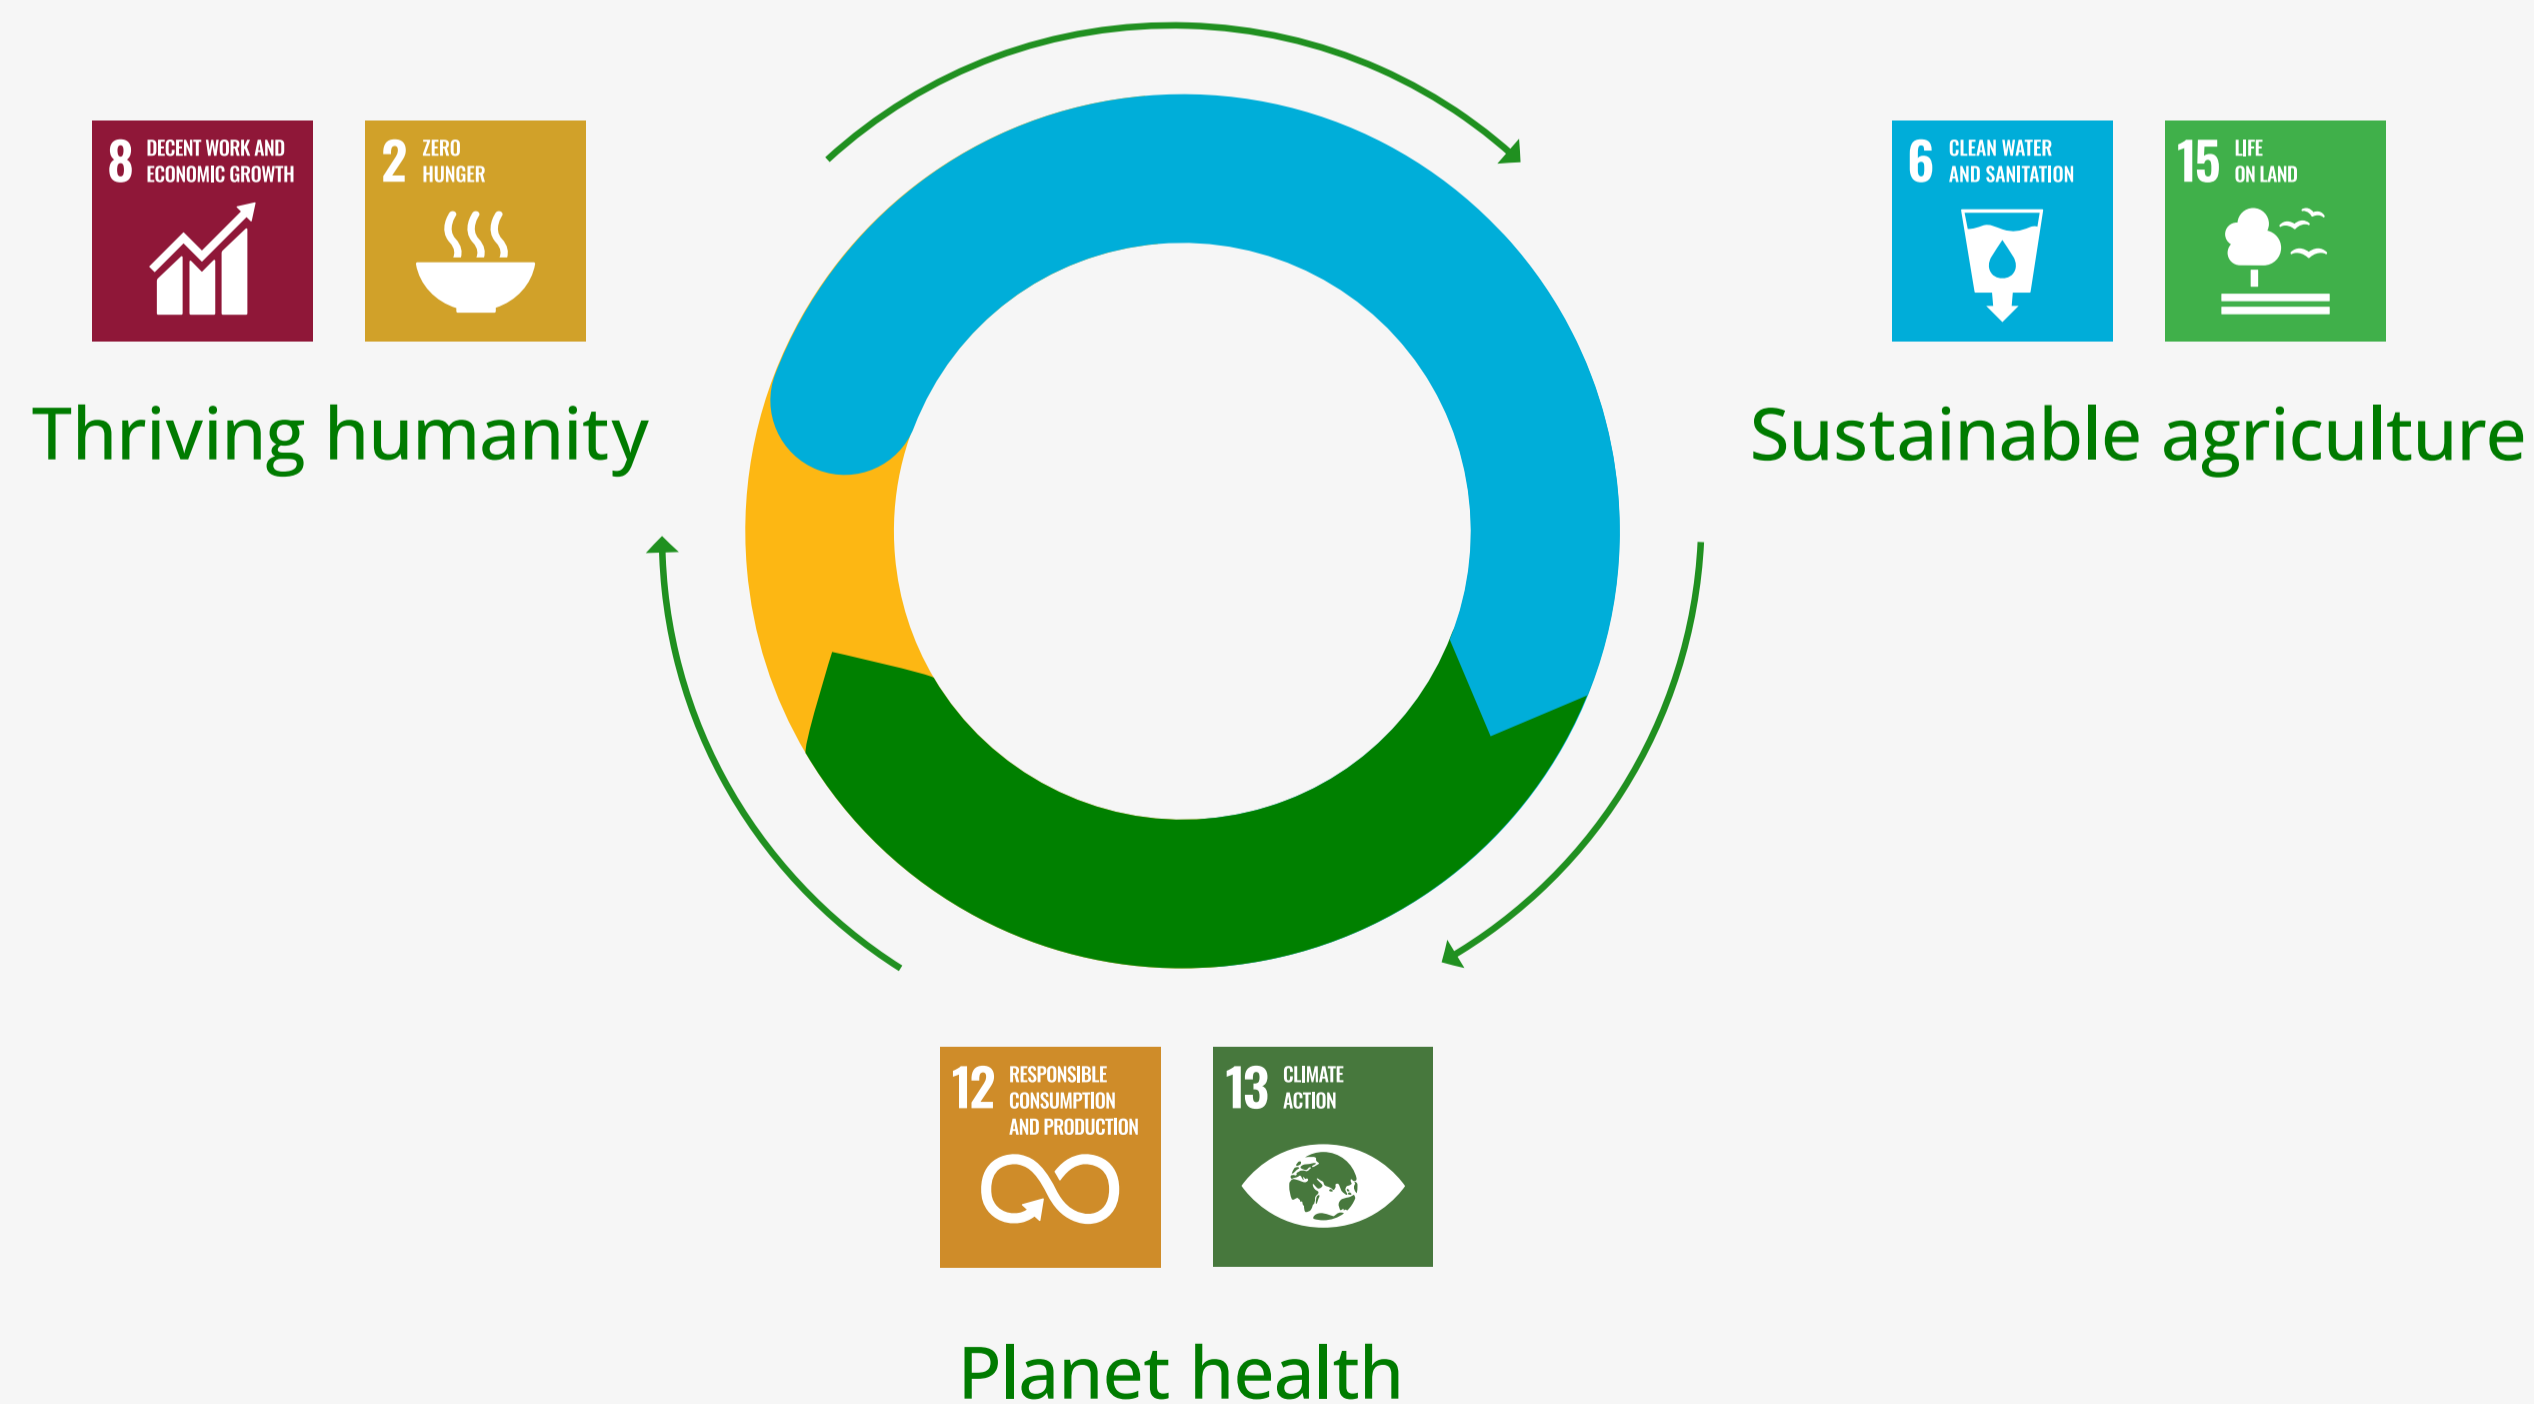 8
DECENT WORK AND
ECONOMIC GROWTH
2
ZERO
HUNGER
Thriving humanity
6
CLEAN WATER
AND SANITATION
15
LIFE
ON LAND
Sustainable agriculture
12
RESPONSIBLE
CONSUMPTION
AND PRODUCTION
13
CLIMATE
ACTION
Planet health